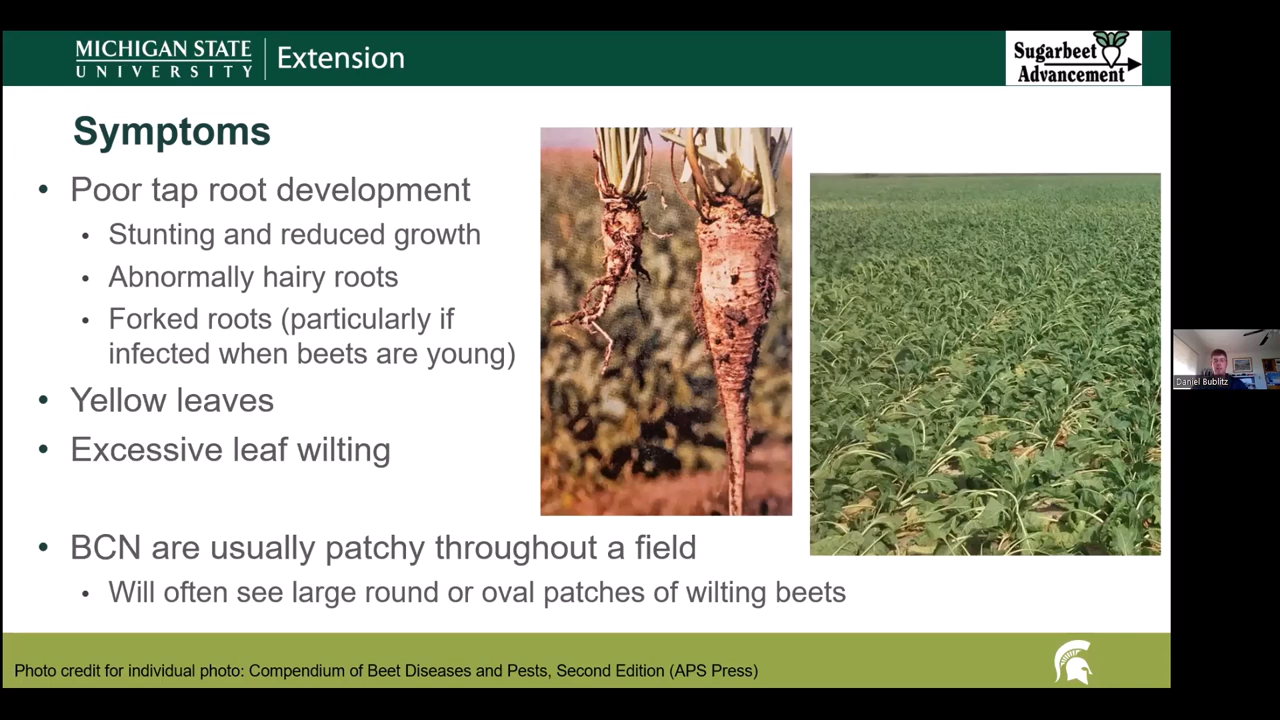 MICHIGAN STATE
UNIVERSITY
Extension
Sugarbeet
Advancement
Symptoms
• Poor tap root development
• Stunting and reduced growth
• Abnormally hairy roots
• Forked roots (particularly if
infected when beets are young)
• Yellow leaves
• Excessive leaf wilting
• BCN are usually patchy throughout a field
• Will often see large round or oval patches of wilting beets
Daniel Bublitz
Photo credit for individual photo: Compendium of Beet Diseases and Pests, Second Edition (APS Press)